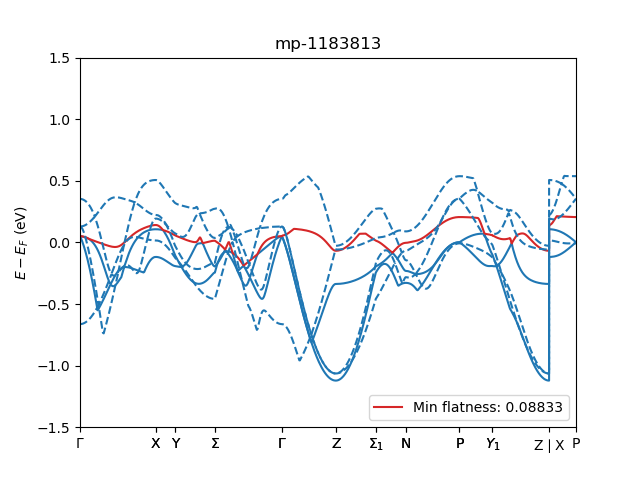 mp-1183813
E − E_F (eV)
1.5
1.0
0.5
0.0
−0.5
−1.0
−1.5
Min flatness: 0.08833
Γ X Y Σ Γ Z Σ₁ N P Y₁ Z | X P